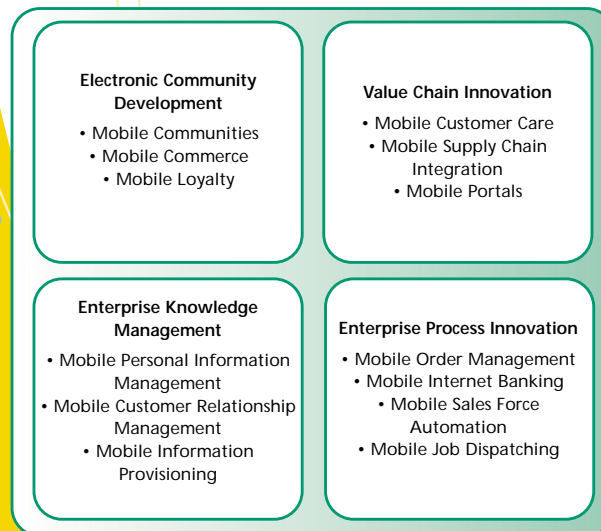 Electronic Community
Development
• Mobile Communities
• Mobile Commerce
• Mobile Loyalty
Value Chain Innovation
• Mobile Customer Care
• Mobile Supply Chain
Integration
• Mobile Portals
Enterprise Knowledge
Management
• Mobile Personal Information
Management
• Mobile Customer Relationship
Management
• Mobile Information
Provisioning
Enterprise Process Innovation
• Mobile Order Management
• Mobile Internet Banking
• Mobile Sales Force
Automation
• Mobile Job Dispatching